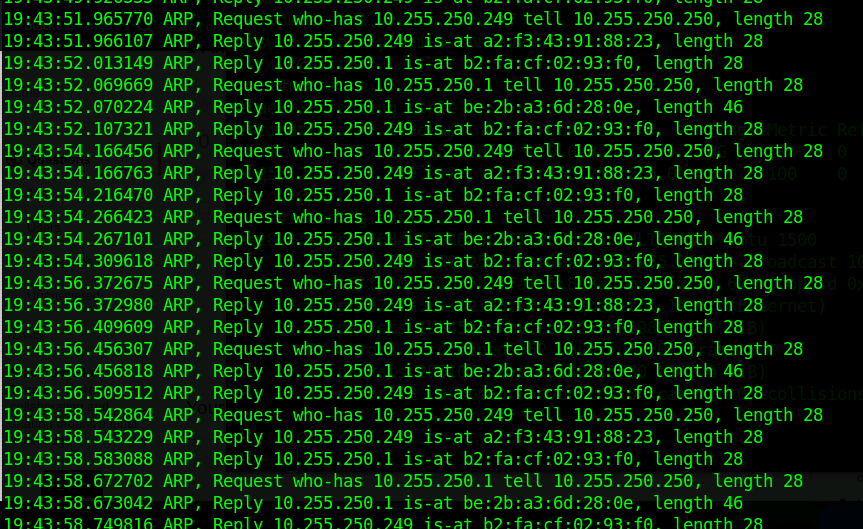 19:43:51.965770 ARP, Request who-has 10.255.250.249 tell 10.255.250.250, length 28
19:43:51.966107 ARP, Reply 10.255.250.249 is-at a2:f3:43:91:88:23, length 28
19:43:52.013149 ARP, Reply 10.255.250.1 is-at b2:fa:cf:02:93:f0, length 28
19:43:52.069669 ARP, Request who-has 10.255.250.1 tell 10.255.250.250, length 28
19:43:52.070224 ARP, Reply 10.255.250.1 is-at be:2b:a3:6d:28:0e, length 46
19:43:52.107321 ARP, Reply 10.255.250.249 is-at b2:fa:cf:02:93:f0, length 28
19:43:54.166456 ARP, Request who-has 10.255.250.249 tell 10.255.250.250, length 28
19:43:54.166763 ARP, Reply 10.255.250.249 is-at a2:f3:43:91:88:23, length 28
19:43:54.216470 ARP, Reply 10.255.250.1 is-at b2:fa:cf:02:93:f0, length 28
19:43:54.266423 ARP, Request who-has 10.255.250.1 tell 10.255.250.250, length 28
19:43:54.267101 ARP, Reply 10.255.250.1 is-at be:2b:a3:6d:28:0e, length 46
19:43:54.309618 ARP, Reply 10.255.250.249 is-at b2:fa:cf:02:93:f0, length 28
19:43:56.372675 ARP, Request who-has 10.255.250.249 tell 10.255.250.250, length 28
19:43:56.372980 ARP, Reply 10.255.250.249 is-at a2:f3:43:91:88:23, length 28
19:43:56.409609 ARP, Reply 10.255.250.1 is-at b2:fa:cf:02:93:f0, length 28
19:43:56.456307 ARP, Request who-has 10.255.250.1 tell 10.255.250.250, length 28
19:43:56.456818 ARP, Reply 10.255.250.1 is-at be:2b:a3:6d:28:0e, length 46
19:43:56.509512 ARP, Reply 10.255.250.249 is-at b2:fa:cf:02:93:f0, length 28
19:43:58.542864 ARP, Request who-has 10.255.250.249 tell 10.255.250.250, length 28
19:43:58.543229 ARP, Reply 10.255.250.249 is-at a2:f3:43:91:88:23, length 28
19:43:58.583088 ARP, Reply 10.255.250.1 is-at b2:fa:cf:02:93:f0, length 28
19:43:58.672702 ARP, Request who-has 10.255.250.1 tell 10.255.250.250, length 28
19:43:58.673042 ARP, Reply 10.255.250.1 is-at be:2b:a3:6d:28:0e, length 46
19:43:58.749816 ARP, Reply 10.255.250.249 is-at b2:fa:cf:02:93:f0, length 28